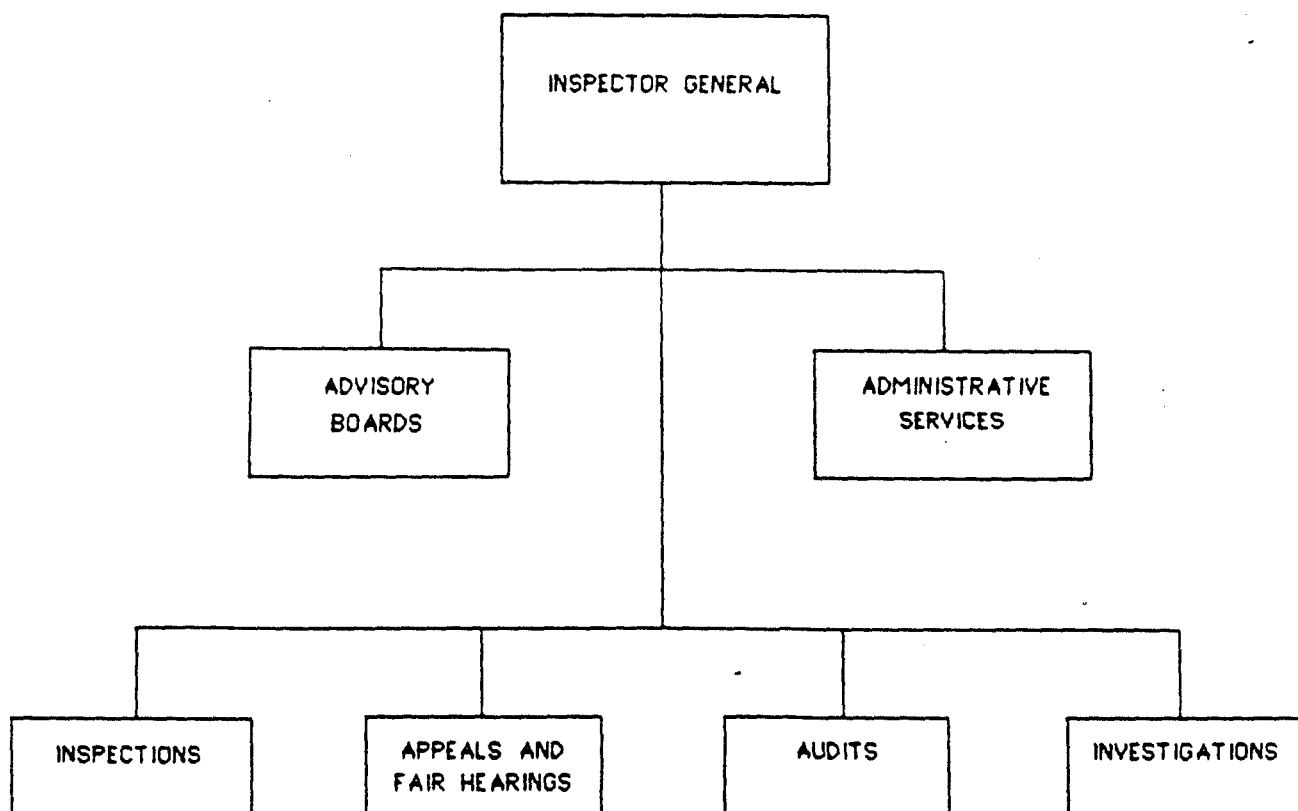 INSPECTOR GENERAL
ADVISORY
BOARDS
ADMINISTRATIVE
SERVICES
INSPECTIONS
APPEALS AND
FAIR HEARINGS
AUDITS
INVESTIGATIONS